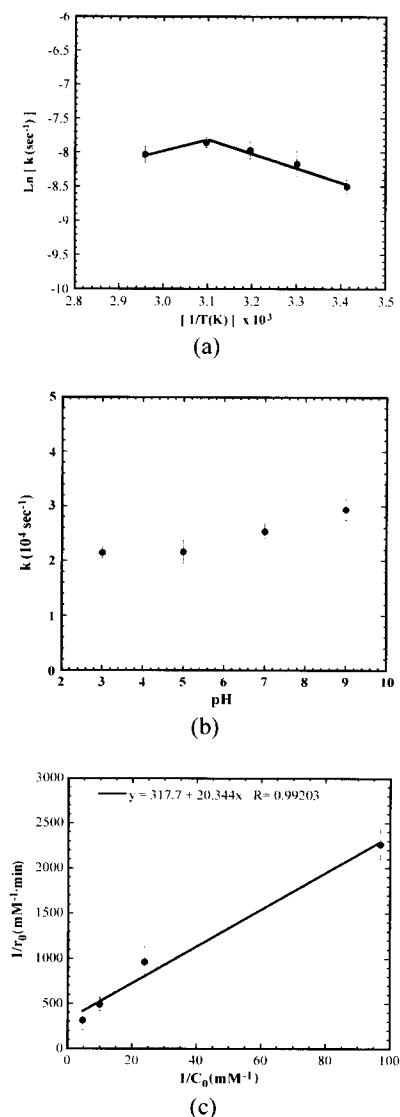 -6
-6.5
-7
-7.5
-8
-8.5
-9
-9.5
-10
Ln [ k (sec⁻¹) ]
2.8 2.9 3.0 3.1 3.2 3.3 3.4 3.5
[ 1/T(K) ] x 10³
(a)
5
4
3
2
1
0
k (10⁴ sec⁻¹)
2 3 4 5 6 7 8 9 10
pH
(b)
3000
2500
2000
1500
1000
500
0
1/r₀(mM⁻¹·min)
y = 317.7 + 20.344x R= 0.99203
0 20 40 60 80 100
1/C₀(mM⁻¹)
(c)